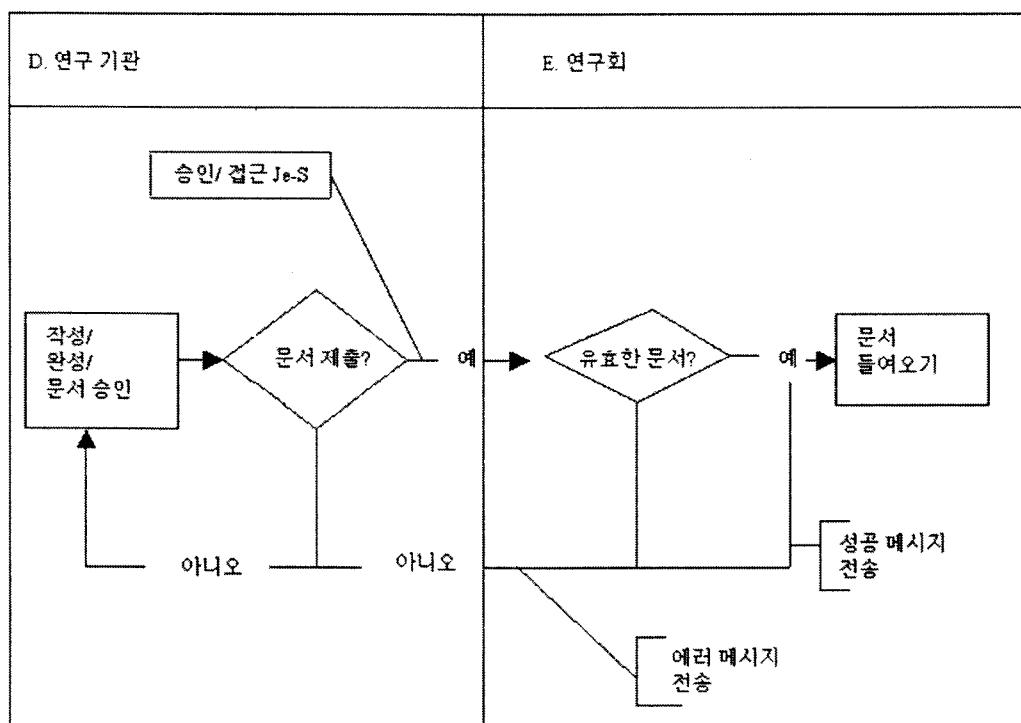 D. 연구 기관
E. 연구회
승인/ 접근 Je-S
작성/
완성/
문서 승인
문서 제출?
예
유효한 문서?
예
문서
들여오기
아니오
아니오
성공 메시지
전송
에러 메시지
전송